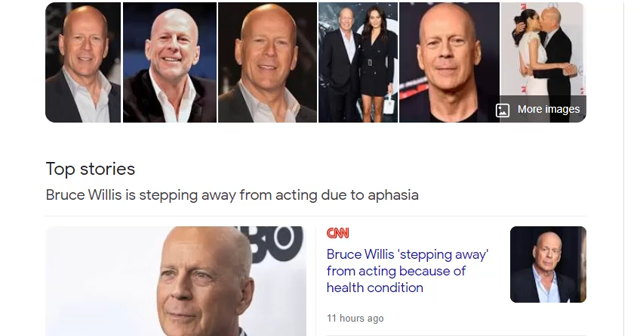 More images
Top stories
Bruce Willis is stepping away from acting due to aphasia
BO
CNN
Bruce Willis 'stepping away'
from acting because of
health condition
11 hours ago